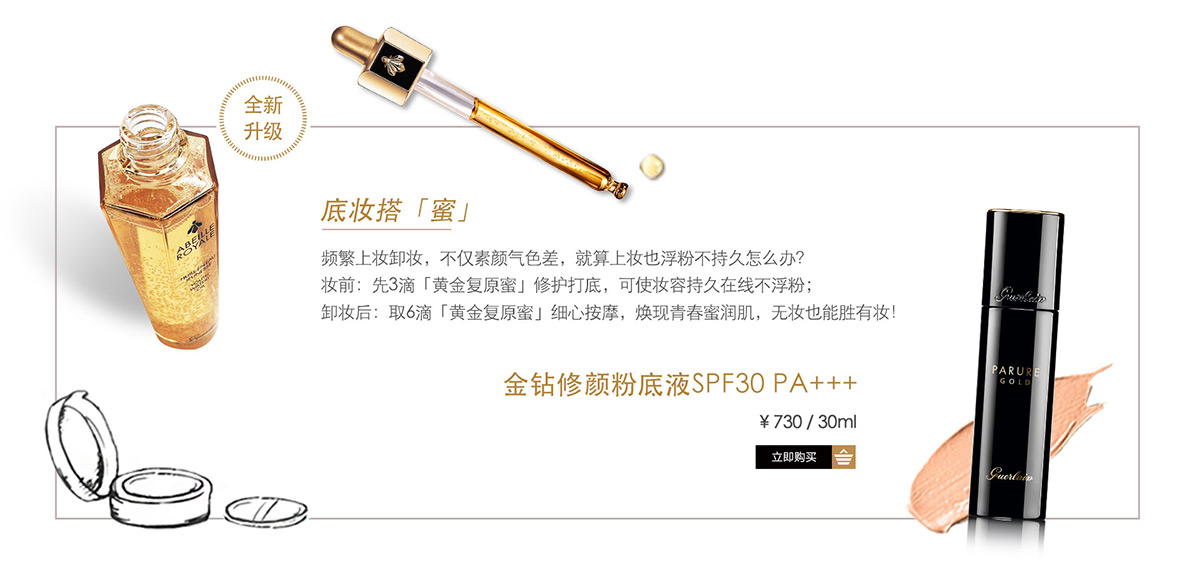 全新
升级
ABEILLE
ROYALE
底妆搭「蜜」
频繁上妆卸妆，不仅素颜气色差，就算上妆也浮粉不持久怎么办？
妆前：先3滴「黄金复原蜜」修护打底，可使妆容持久在线不浮粉；
卸妆后：取6滴「黄金复原蜜」细心按摩，焕现青春蜜润肌，无妆也能胜有妆！
金钻修颜粉底液SPF30 PA+++
¥730 / 30ml
立即购买
Guerlain
PARURE
GOLD
Guerlain